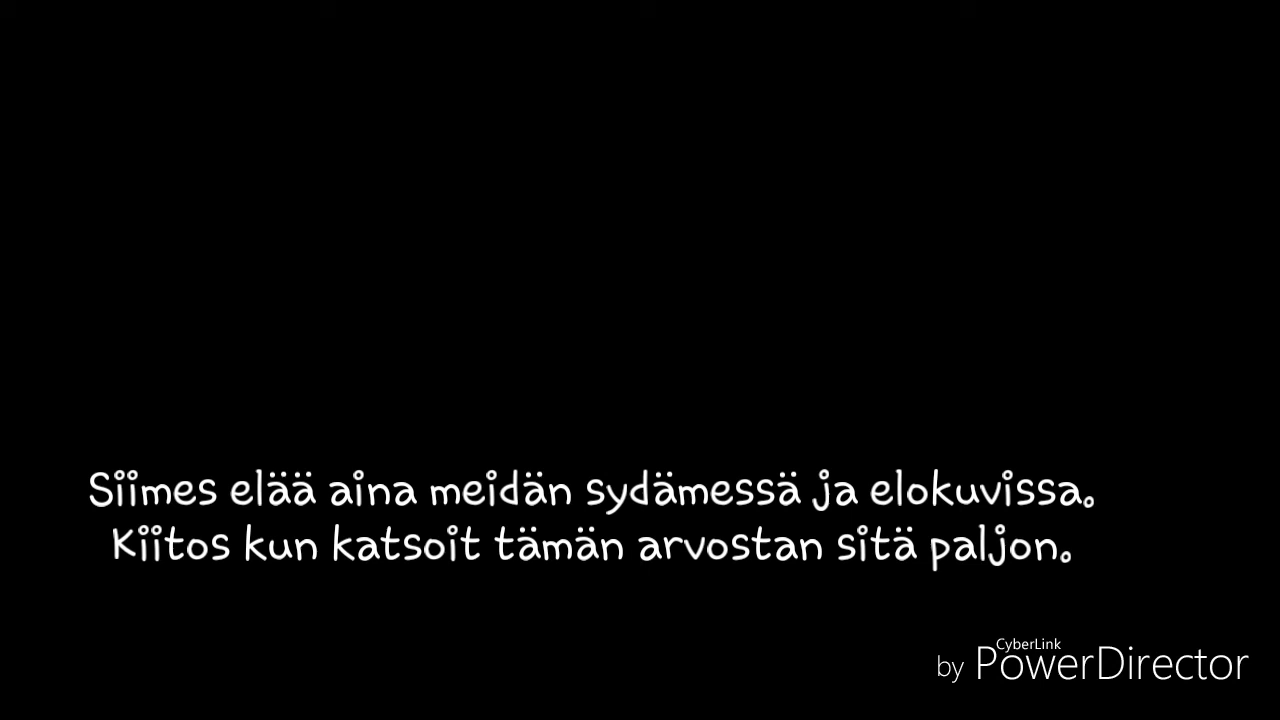 Siimes elää aina meidän sydämessä ja elokuvissa.
Kiitos kun katsoit tämän arvostan sitä paljon.
CyberLink
by PowerDirector